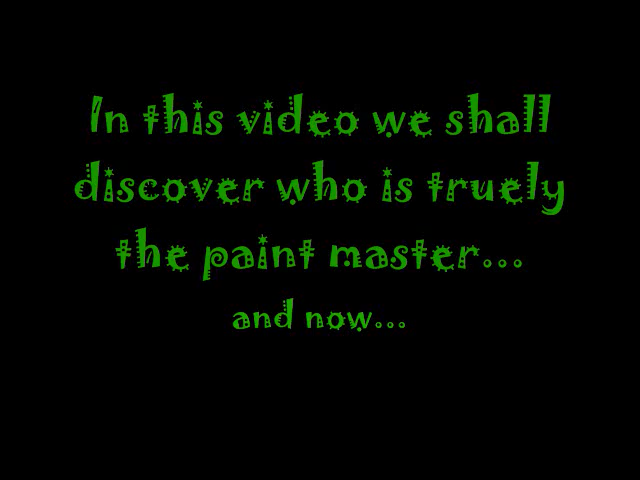 In this video we shall
discover who is truely
the paint master...
and now...